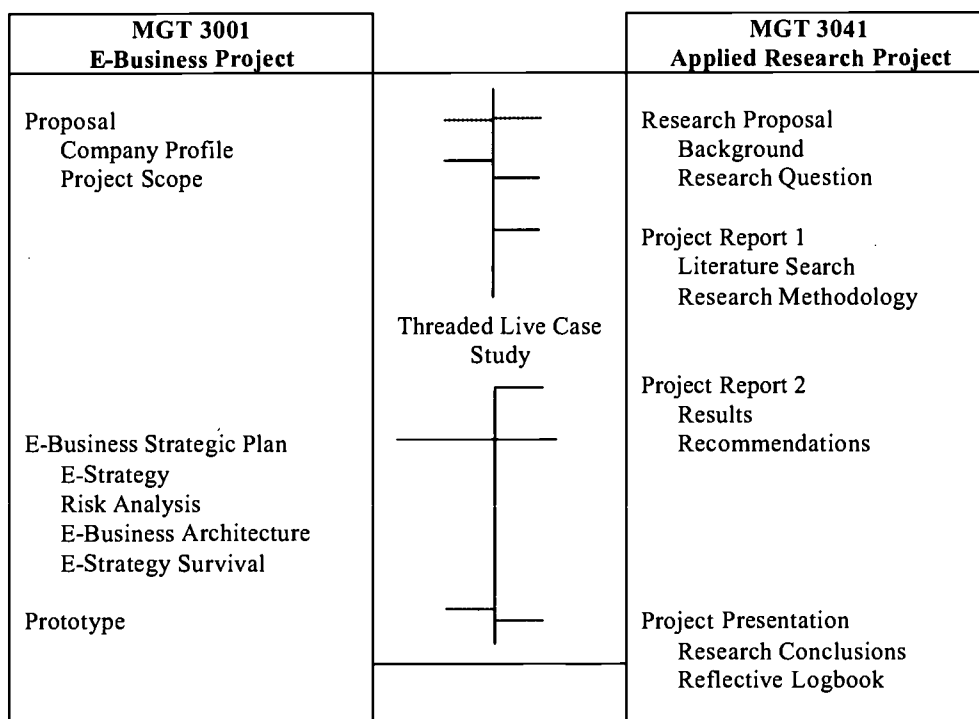 MGT 3001
E-Business Project
Proposal
Company Profile
Project Scope
E-Business Strategic Plan
E-Strategy
Risk Analysis
E-Business Architecture
E-Strategy Survival
Prototype
Threaded Live Case
Study
MGT 3041
Applied Research Project
Research Proposal
Background
Research Question
Project Report 1
Literature Search
Research Methodology
Project Report 2
Results
Recommendations
Project Presentation
Research Conclusions
Reflective Logbook